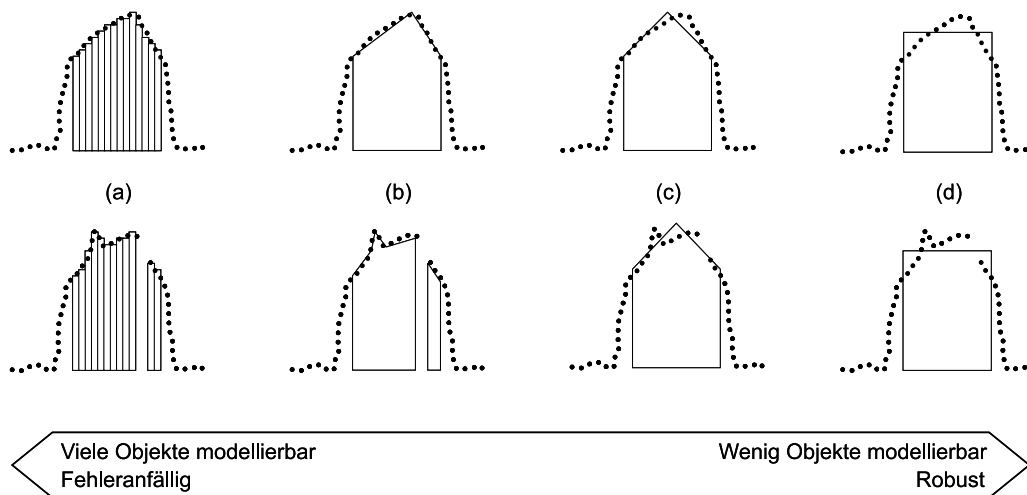 (a) (b) (c) (d)
Viele Objekte modellierbar
Fehleranfällig
Wenig Objekte modellierbar
Robust